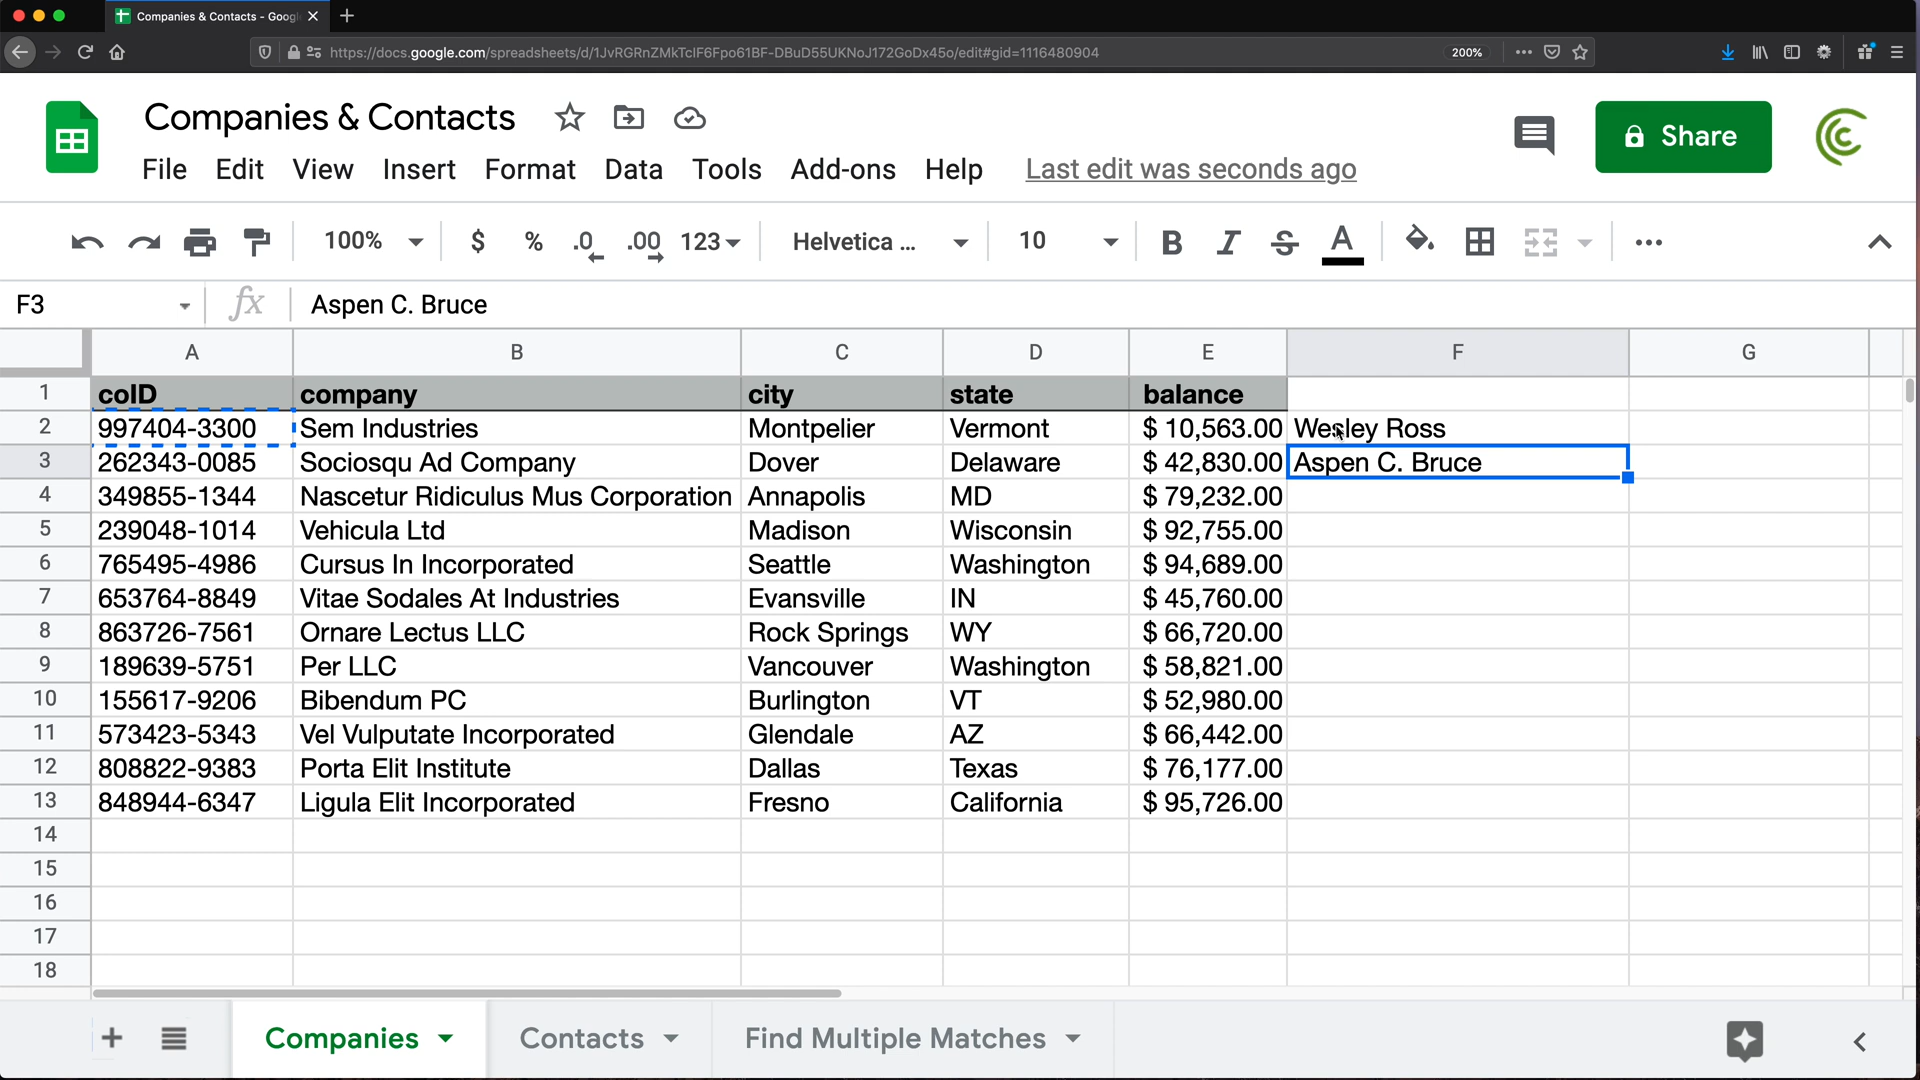 Companies & Contacts - Goog
https://docs.google.com/spreadsheets/d/1JvRGRnZMkTcIF6Fpo61BF-DBuD55UKNoJ172GoDx45o/edit#gid=1116480904 200%
Companies & Contacts
Share
File Edit View Insert Format Data Tools Add-ons Help Last edit was seconds ago
100% $ % .0 .00 123 Helvetica ... 10 B I S A
F3 fx Aspen C. Bruce
A B C D E F G
1 coID company city state balance
2 997404-3300 Sem Industries Montpelier Vermont $ 10,563.00 Wesley Ross
3 262343-0085 Sociosqu Ad Company Dover Delaware $ 42,830.00 Aspen C. Bruce
4 349855-1344 Nascetur Ridiculus Mus Corporation Annapolis MD $ 79,232.00
5 239048-1014 Vehicula Ltd Madison Wisconsin $ 92,755.00
6 765495-4986 Cursus In Incorporated Seattle Washington $ 94,689.00
7 653764-8849 Vitae Sodales At Industries Evansville IN $ 45,760.00
8 863726-7561 Ornare Lectus LLC Rock Springs WY $ 66,720.00
9 189639-5751 Per LLC Vancouver Washington $ 58,821.00
10 155617-9206 Bibendum PC Burlington VT $ 52,980.00
11 573423-5343 Vel Vulputate Incorporated Glendale AZ $ 66,442.00
12 808822-9383 Porta Elit Institute Dallas Texas $ 76,177.00
13 848944-6347 Ligula Elit Incorporated Fresno California $ 95,726.00
14
15
16
17
18
Companies Contacts Find Multiple Matches